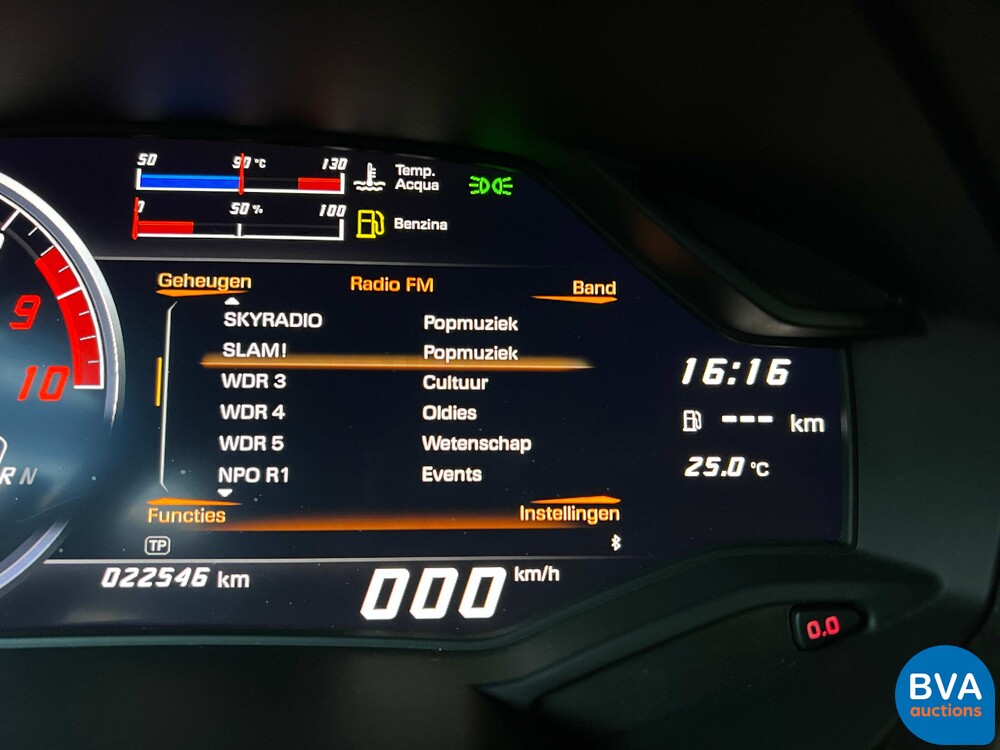 50 90 °C 130
Temp.
Acqua
0 50 % 100
Benzina
Geheugen Radio FM Band
SKYRADIO Popmuziek
SLAM! Popmuziek
WDR 3 Cultuur
WDR 4 Oldies
WDR 5 Wetenschap
NPO R1 Events
Functies Instellingen
TP
022546 km 000 km/h
9
10
R N
16:16
--- km
25.0 °C
0.0
BVA
auctions